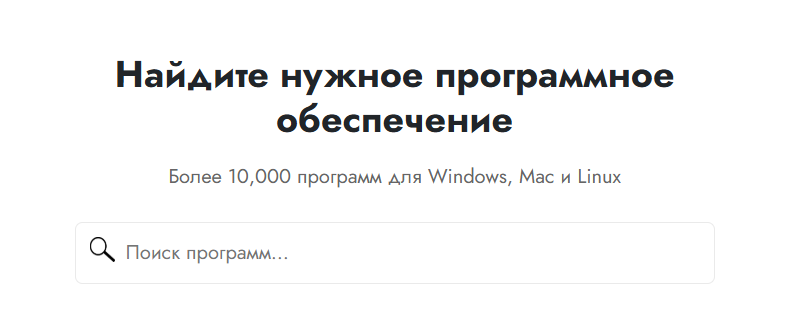 Найдите нужное программное
обеспечение
Более 10,000 программ для Windows, Mac и Linux
Поиск программ...